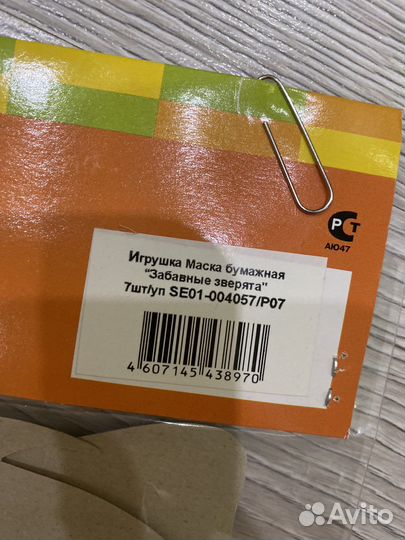 РСТ
АЮ47
Игрушка Маска бумажная
"Забавные зверята"
7шт/уп SE01-004057/P07
4 607145 438970
Avito